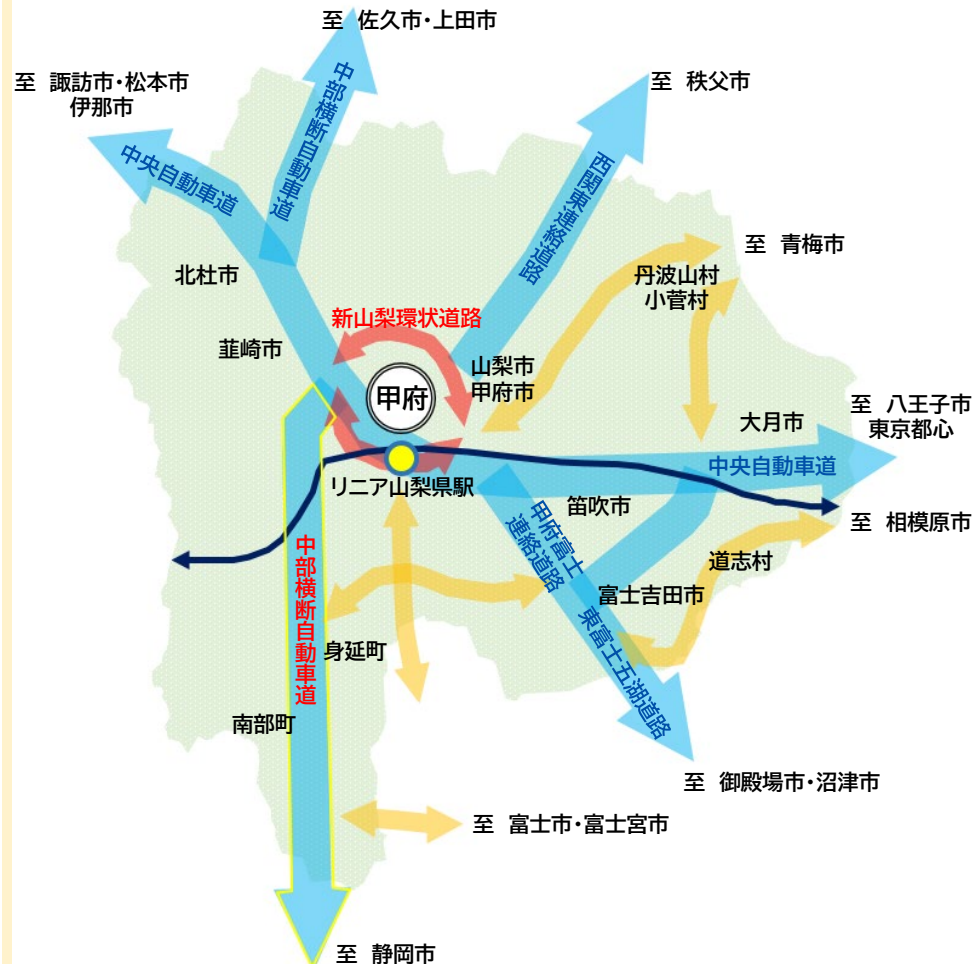 至 佐久市・上田市
至 諏訪市・松本市
伊那市
至 秩父市
中部横断自動車道
中央自動車道
西関東連絡道路
至 青梅市
丹波山村
小菅村
北杜市
新山梨環状道路
韮崎市
山梨市
甲府市
甲府
大月市
至 八王子市
東京都心
中央自動車道
リニア山梨県駅
笛吹市
至 相模原市
甲府富士
連絡道路
中部横断自動車道
道志村
富士吉田市
東富士五湖道路
身延町
南部町
至 御殿場市・沼津市
至 富士市・富士宮市
至 静岡市